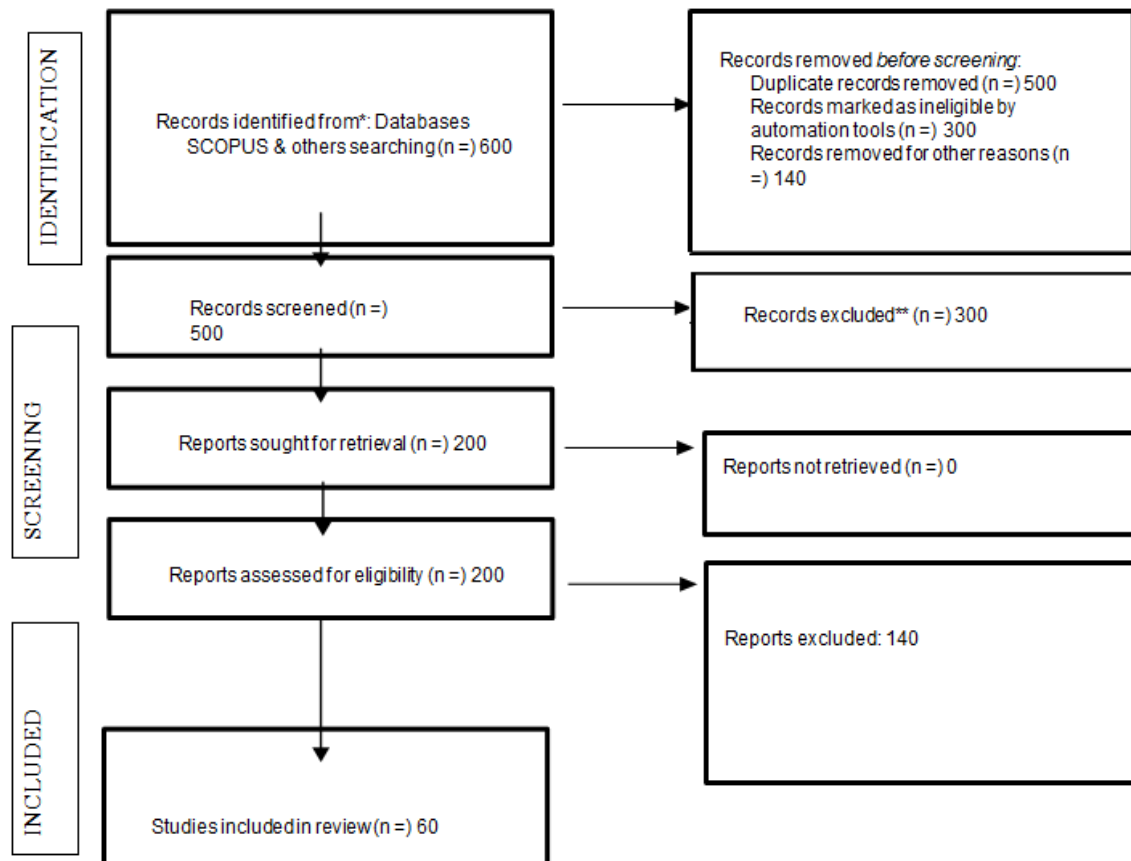 IDENTIFICATION
Records identified from*: Databases
SCOPUS & others searching (n =) 600
Records removed before screening:
Duplicate records removed (n =) 500
Records marked as ineligible by
automation tools (n =) 300
Records removed for other reasons (n
=) 140
SCREENING
Records screened (n =)
500
Records excluded** (n =) 300
Reports sought for retrieval (n =) 200
Reports not retrieved (n =) 0
Reports assessed for eligibility (n =) 200
Reports excluded: 140
INCLUDED
Studies included in review (n =) 60